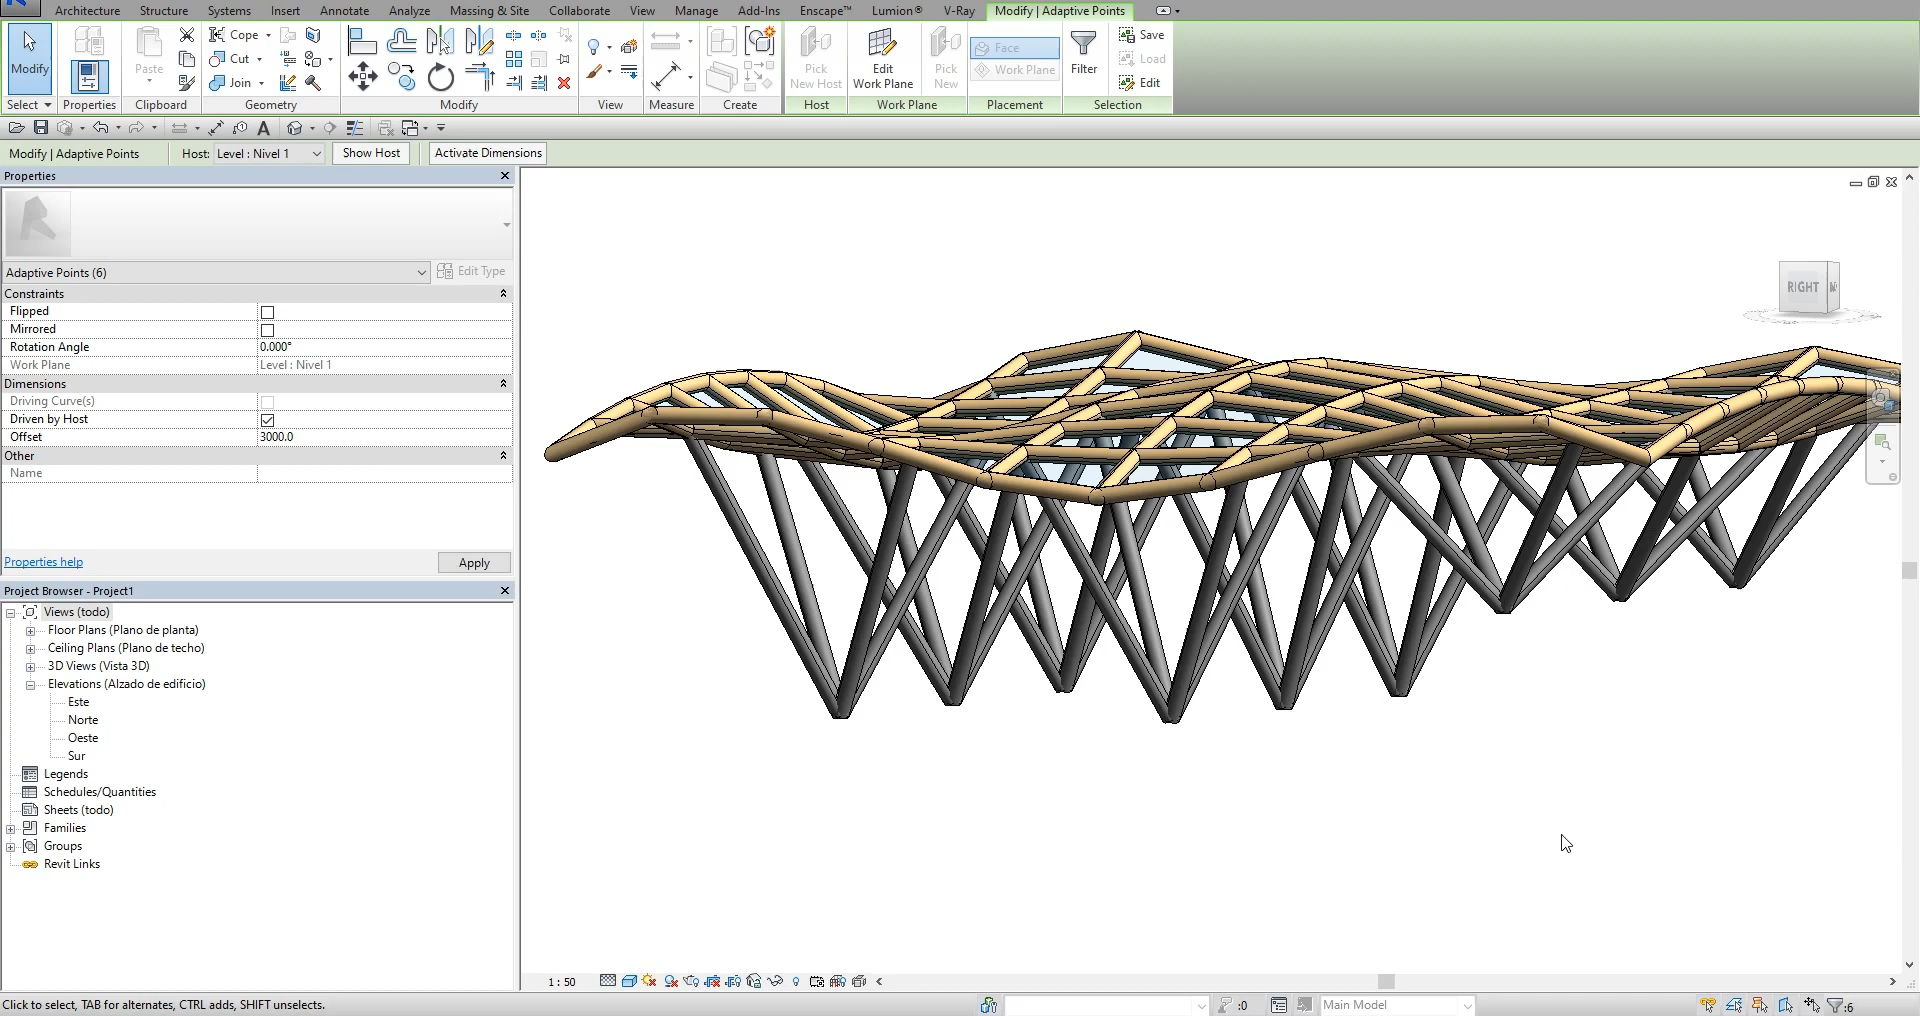 Architecture Structure Systems Insert Annotate Analyze Massing & Site Collaborate View Manage Add-Ins Enscape™ Lumion® V-Ray Modify | Adaptive Points
Modify
Select
Properties
Paste
Clipboard
Cope
Cut
Join
Geometry
Modify
View
Measure
Create
Pick
New Host
Host
Edit
Work Plane
Pick
New
Work Plane
Face
Work Plane
Placement
Filter
Save
Load
Edit
Selection
Modify | Adaptive Points Host: Level : Nivel 1 Show Host Activate Dimensions
Properties
Adaptive Points (6) Edit Type
Constraints
Flipped
Mirrored
Rotation Angle 0.000°
Work Plane Level : Nivel 1
Dimensions
Driving Curve(s)
Driven by Host
Offset 3000.0
Other
Name
Properties help Apply
Project Browser - Project1
Views (todo)
Floor Plans (Plano de planta)
Ceiling Plans (Plano de techo)
3D Views (Vista 3D)
Elevations (Alzado de edificio)
Este
Norte
Oeste
Sur
Legends
Schedules/Quantities
Sheets (todo)
Families
Groups
Revit Links
RIGHT
1 : 50
Click to select, TAB for alternates, CTRL adds, SHIFT unselects.
:0
Main Model
:6